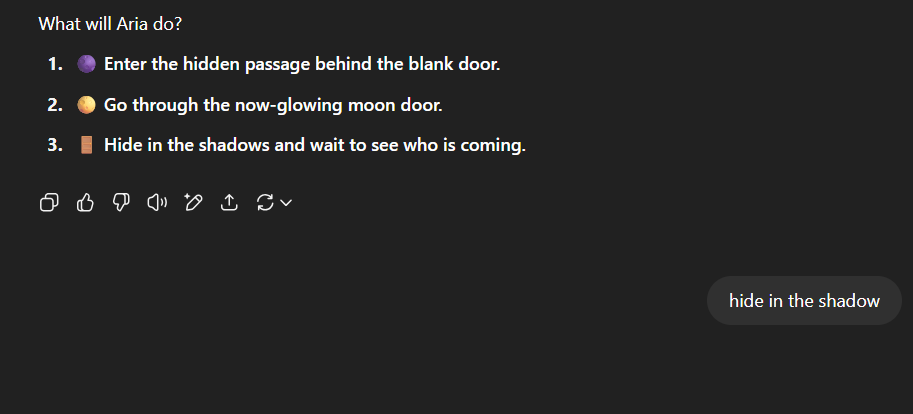 What will Aria do?
1. 🟣 Enter the hidden passage behind the blank door.
2. 🌕 Go through the now-glowing moon door.
3. 🚪 Hide in the shadows and wait to see who is coming.
hide in the shadow